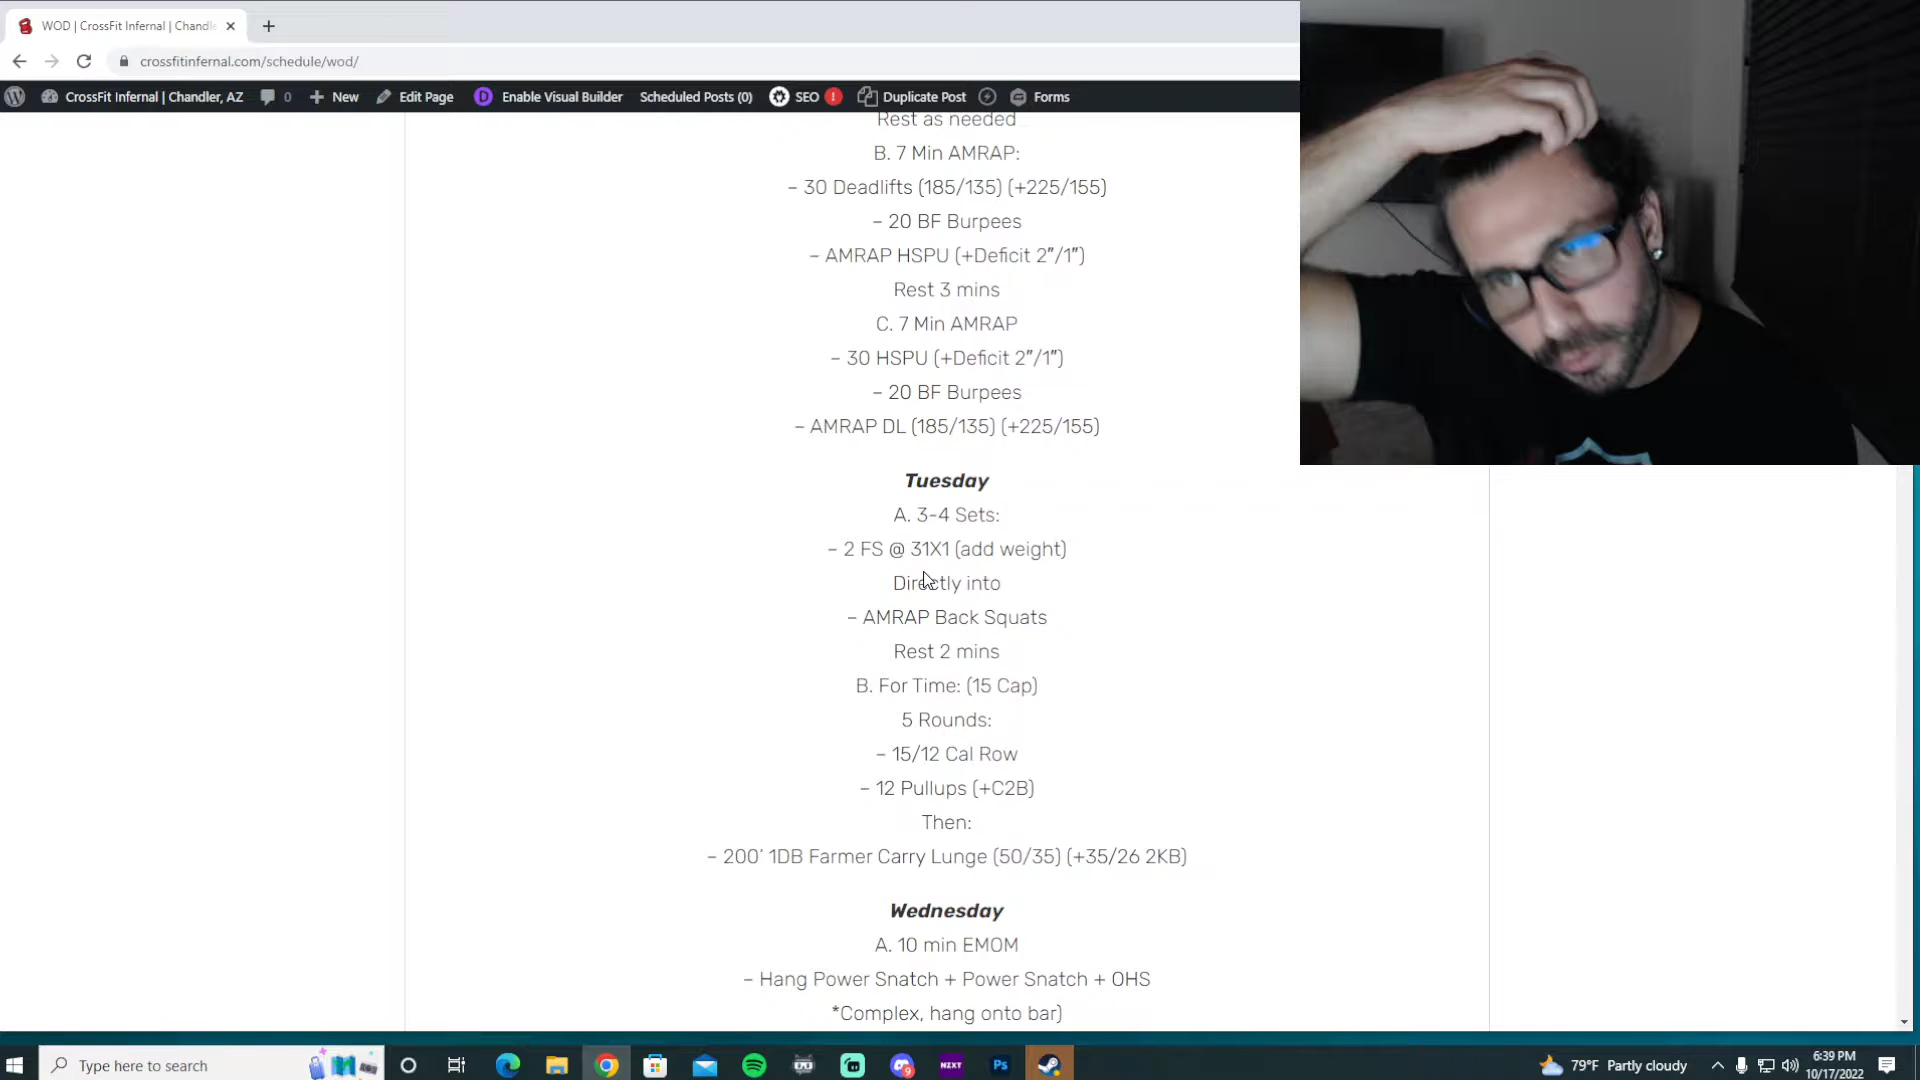 WOD | CrossFit Infernal | Chandle
crossfitinfernal.com/schedule/wod/
CrossFit Infernal | Chandler, AZ 0 New Edit Page Enable Visual Builder Scheduled Posts (0) SEO ! Duplicate Post Forms
Rest as needed
B. 7 Min AMRAP:
– 30 Deadlifts (185/135) (+225/155)
– 20 BF Burpees
– AMRAP HSPU (+Deficit 2″/1″)
Rest 3 mins
C. 7 Min AMRAP
– 30 HSPU (+Deficit 2″/1″)
– 20 BF Burpees
– AMRAP DL (185/135) (+225/155)
Tuesday
A. 3-4 Sets:
– 2 FS @ 31X1 (add weight)
Directly into
– AMRAP Back Squats
Rest 2 mins
B. For Time: (15 Cap)
5 Rounds:
– 15/12 Cal Row
– 12 Pullups (+C2B)
Then:
– 200’ 1DB Farmer Carry Lunge (50/35) (+35/26 2KB)
Wednesday
A. 10 min EMOM
– Hang Power Snatch + Power Snatch + OHS
*Complex, hang onto bar)
Type here to search
NZXT
Ps
79°F Partly cloudy
6:39 PM
10/17/2022